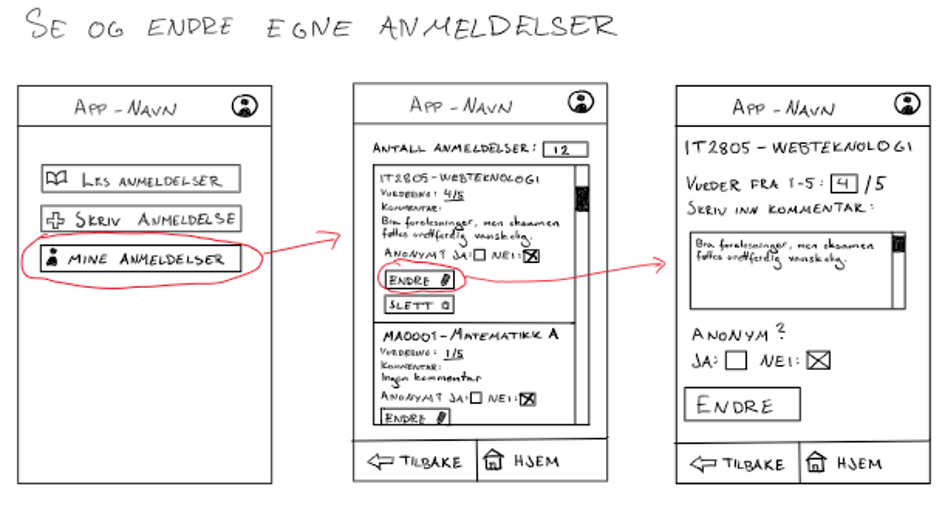 SE OG ENDRE EGNE ANMELDELSER
APP-NAVN
LES ANMELDELSER
SKRIV ANMELDELSE
MINE ANMELDELSER
APP-NAVN
ANTALL ANMELDELSER: 12
IT2805-WEBTEKNOLOGI
VURDERING: 4/5
KOMMENTAR:
Bra forelesninger, men eksamen
føltes urettferdig vanskelig.
ANONYM? JA: NEI:
ENDRE
SLETT
MA0001-MATEMATIKK A
VURDERING: 1/5
KOMMENTAR:
Ingen kommentar
ANONYM? JA: NEI:
ENDRE
TILBAKE HJEM
APP-NAVN
IT2805-WEBTEKNOLOGI
VURDER FRA 1-5: 4 /5
SKRIV INN KOMMENTAR:
Bra forelesninger, men eksamen
føltes urettferdig vanskelig.
ANONYM?
JA: NEI:
ENDRE
TILBAKE HJEM